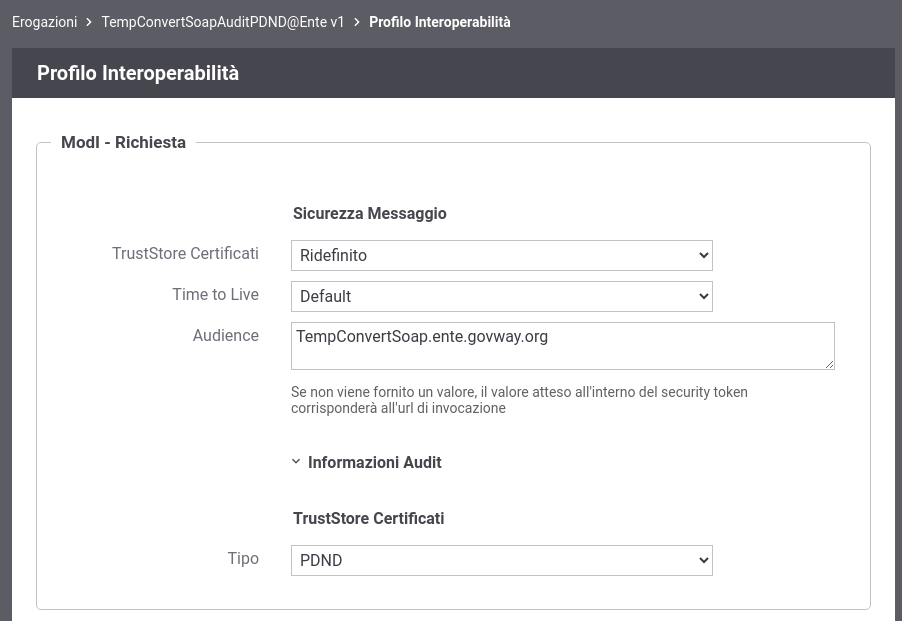 Erogazioni > TempConvertSoapAuditPDND@Ente v1 > Profilo Interoperabilità
Profilo Interoperabilità
ModI - Richiesta
Sicurezza Messaggio
TrustStore Certificati Ridefinito
Time to Live Default
Audience TempConvertSoap.ente.govway.org
Se non viene fornito un valore, il valore atteso all'interno del security token
corrisponderà all'url di invocazione
Informazioni Audit
TrustStore Certificati
Tipo PDND